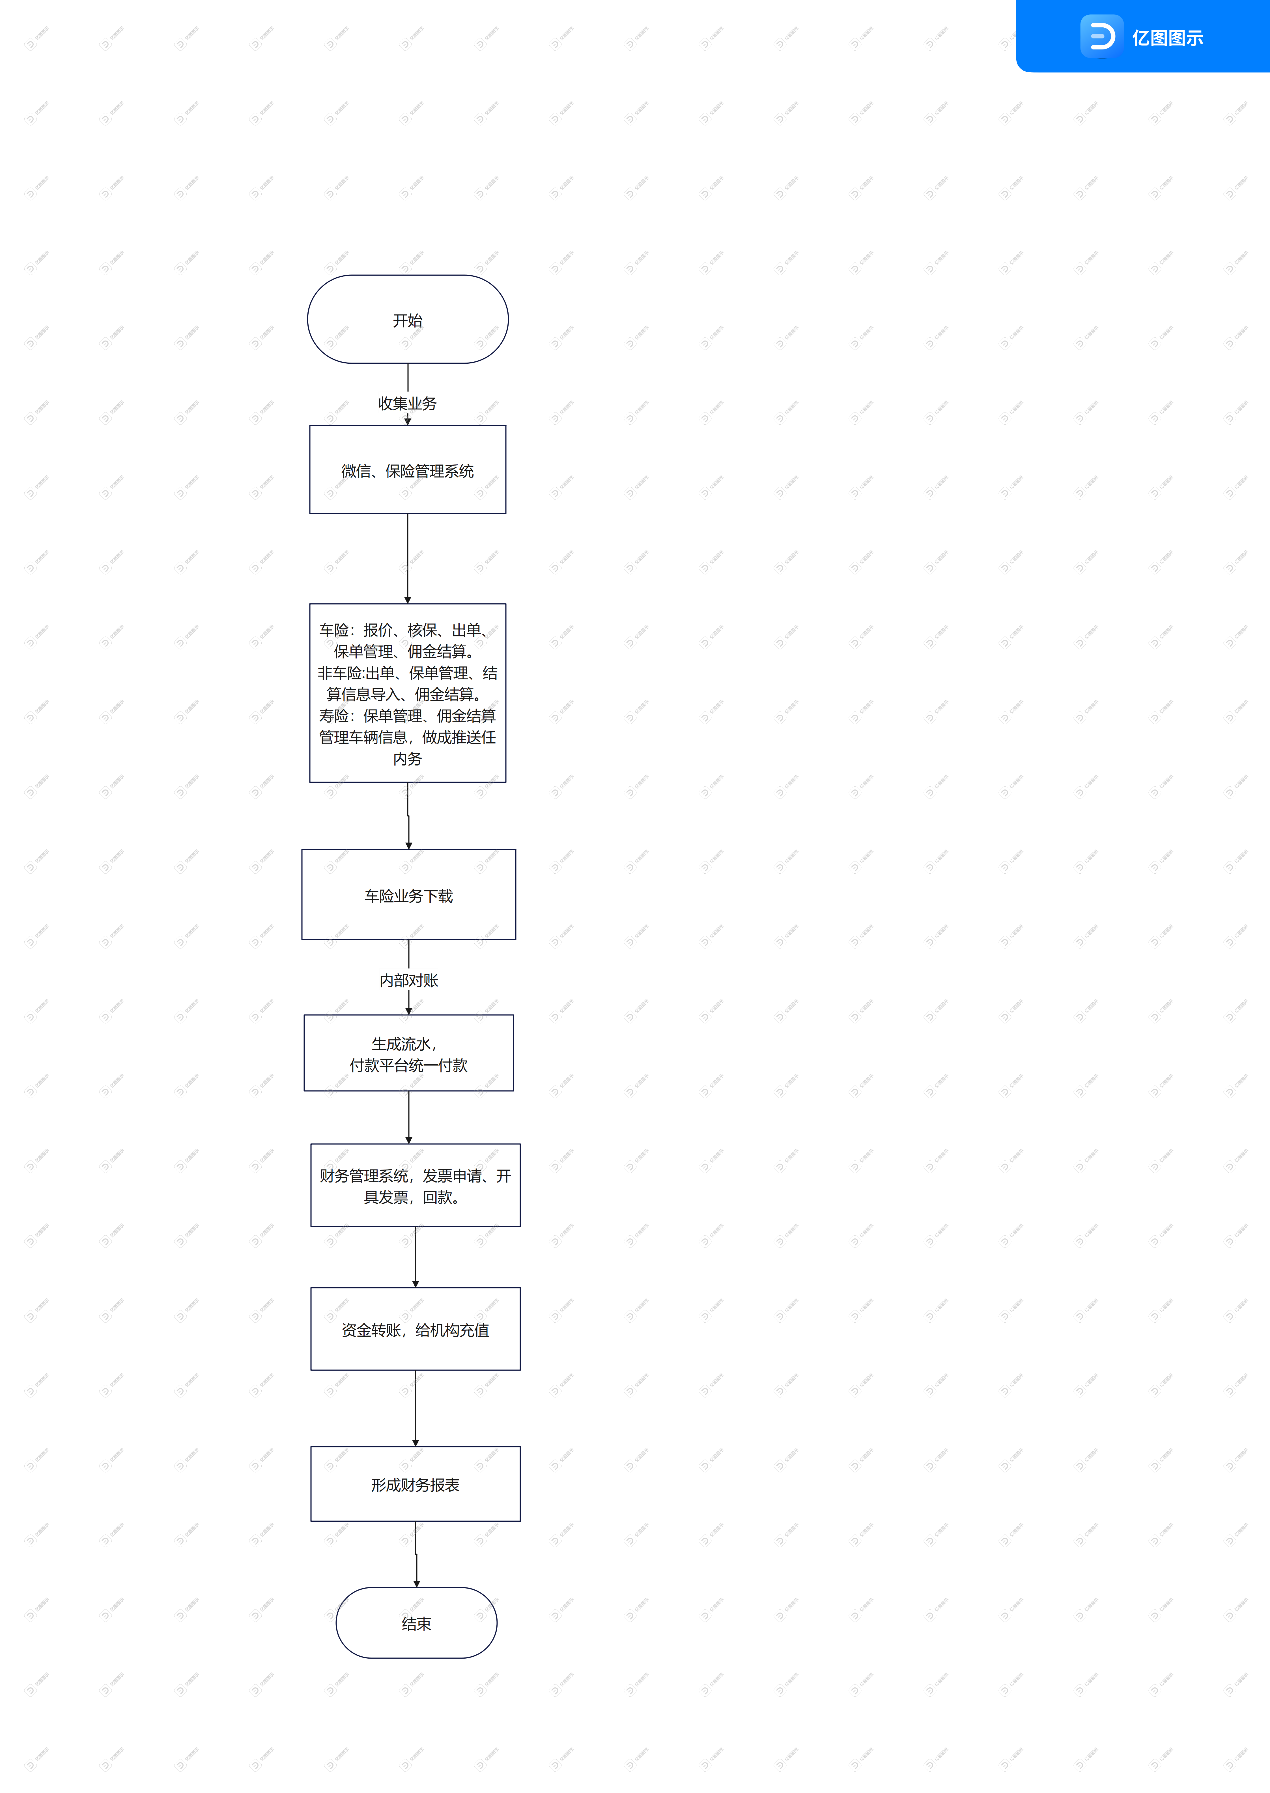 亿图图示
开始
收集业务
微信、保险管理系统
车险：报价、核保、出单、
保单管理、佣金结算。
非车险:出单、保单管理、结
算信息导入、佣金结算。
寿险：保单管理、佣金结算
管理车辆信息，做成推送任
内务
车险业务下载
内部对账
生成流水，
付款平台统一付款
财务管理系统，发票申请、开
具发票，回款。
资金转账，给机构充值
形成财务报表
结束